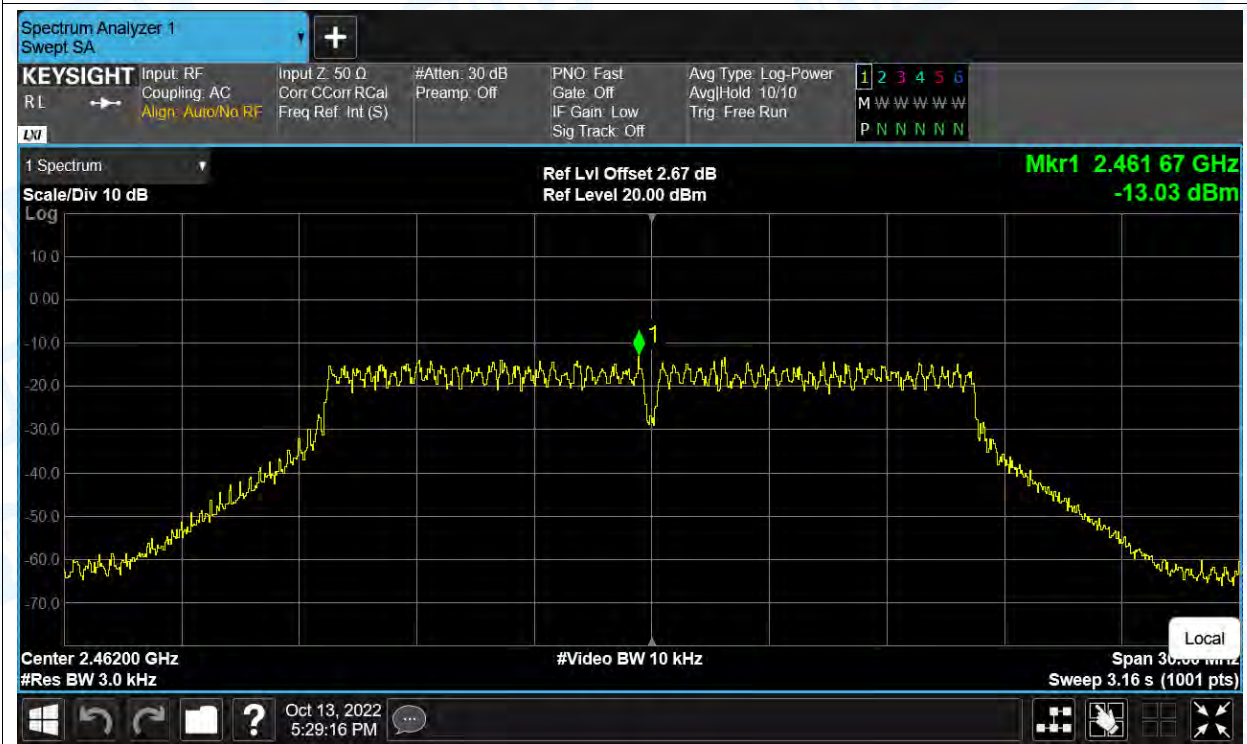 Spectrum Analyzer 1
Swept SA
+
KEYSIGHT
RL
LXI
Input: RF
Coupling: AC
Align: Auto/No RF
Input Z: 50 Ω
Corr CCorr RCal
Freq Ref: Int (S)
#Atten: 30 dB
Preamp: Off
PNO: Fast
Gate: Off
IF Gain: Low
Sig Track: Off
Avg Type: Log-Power
Avg|Hold: 10/10
Trig: Free Run
1 2 3 4 5 6
M W W W W W
P N N N N N
1 Spectrum
Scale/Div 10 dB
Log
Ref Lvl Offset 2.67 dB
Ref Level 20.00 dBm
Mkr1 2.461 67 GHz
-13.03 dBm
10.0
0.00
-10.0
-20.0
-30.0
-40.0
-50.0
-60.0
-70.0
1
Local
Center 2.46200 GHz
#Res BW 3.0 kHz
#Video BW 10 kHz
Span 30.00 MHz
Sweep 3.16 s (1001 pts)
?
Oct 13, 2022
5:29:16 PM